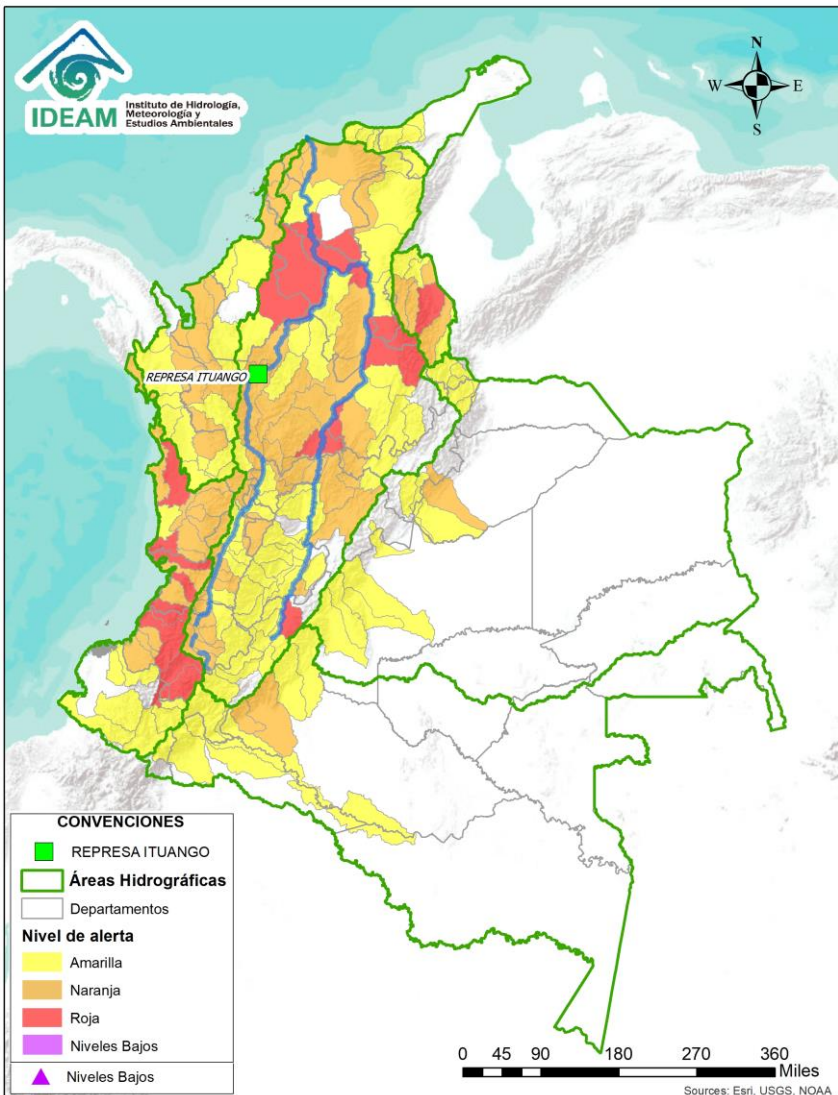 IDEAM
Instituto de Hidrología,
Meteorología y
Estudios Ambientales
N
W
E
S
REPRESA ITUANGO
CONVENCIONES
REPRESA ITUANGO
Áreas Hidrográficas
Departamentos
Nivel de alerta
Amarilla
Naranja
Roja
Niveles Bajos
Niveles Bajos
0 45 90 180 270 360
Miles
Sources: Esri, USGS, NOAA